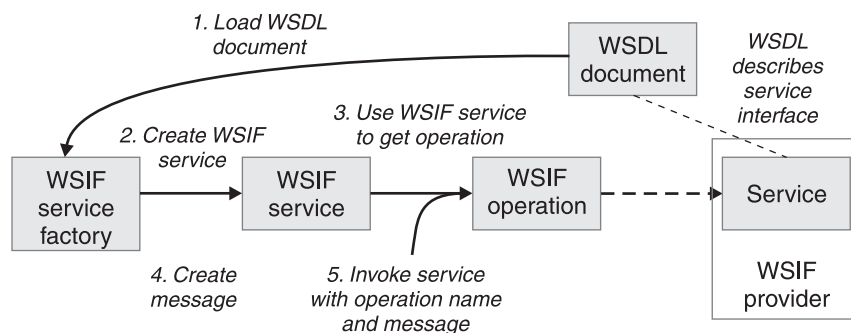 1. Load WSDL
document
WSDL
document
WSDL
describes
service
interface
2. Create WSIF
service
3. Use WSIF service
to get operation
WSIF
service
factory
WSIF
service
WSIF
operation
Service
4. Create
message
5. Invoke service
with operation name
and message
WSIF
provider